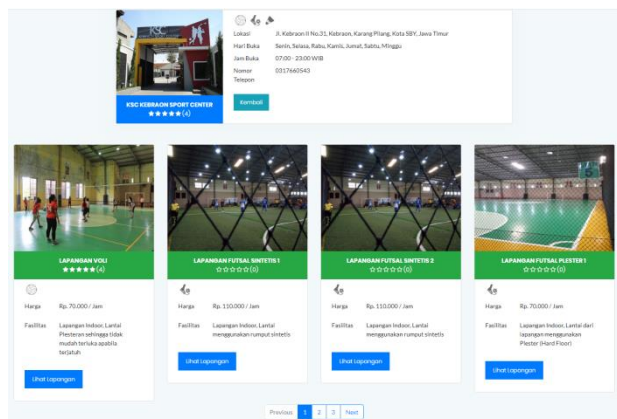 KSC
KSC KEBRAON SPORT CENTER
★★★★★(4)
Lokasi Jl. Kebraon II No.31, Kebraon, Karang Pilang, Kota SBY, Jawa Timur
Hari Buka Senin, Selasa, Rabu, Kamis, Jumat, Sabtu, Minggu
Jam Buka 07:00 - 23:00 WIB
Nomor Telepon 0317660543
Kembali
LAPANGAN VOLI
★★★★★(4)
Harga Rp. 70.000 / Jam
Fasilitas Lapangan Indoor, Lantai
Plesteran sehingga tidak
mudah terluka apabila
terjatuh
Lihat Lapangan
LAPANGAN FUTSAL SINTETIS 1
☆☆☆☆☆(0)
Harga Rp. 110.000 / Jam
Fasilitas Lapangan Indoor, Lantai
menggunakan rumput sintetis
Lihat Lapangan
LAPANGAN FUTSAL SINTETIS 2
☆☆☆☆☆(0)
Harga Rp. 110.000 / Jam
Fasilitas Lapangan Indoor, Lantai
menggunakan rumput sintetis
Lihat Lapangan
LAPANGAN FUTSAL PLESTER 1
☆☆☆☆☆(0)
Harga Rp. 70.000 / Jam
Fasilitas Lapangan Indoor, Lantai dari
lapangan menggunakan
Plester (Hard Floor)
Lihat Lapangan
Previous 1 2 3 Next